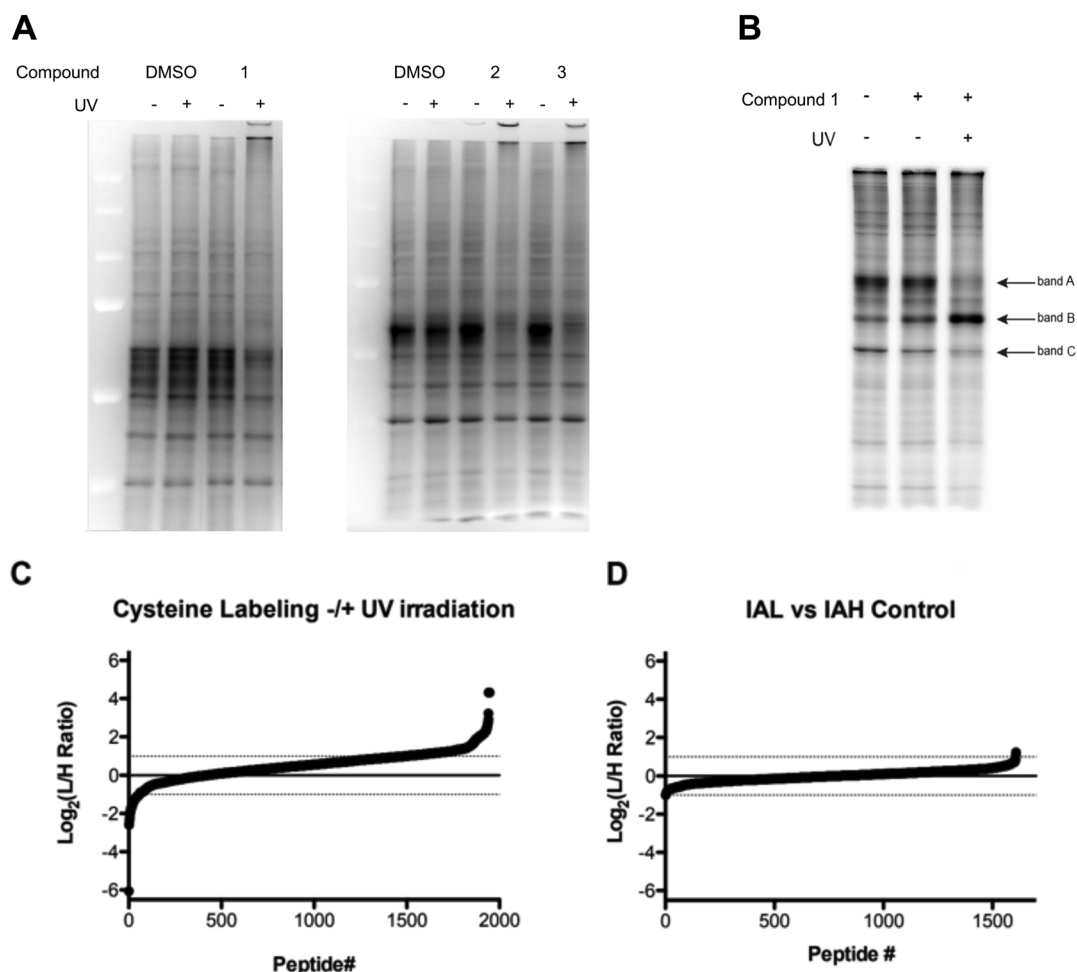 A
Compound DMSO 1 DMSO 2 3
UV - + - + - + - + - +
B
Compound 1 - + +
UV - - +
band A
band B
band C
C
Cysteine Labeling -/+ UV irradiation
Log2(L/H Ratio)
6
4
2
0
-2
-4
-6
0 500 1000 1500 2000
Peptide#
D
IAL vs IAH Control
Log2(L/H Ratio)
6
4
2
0
-2
-4
-6
0 500 1000 1500
Peptide #